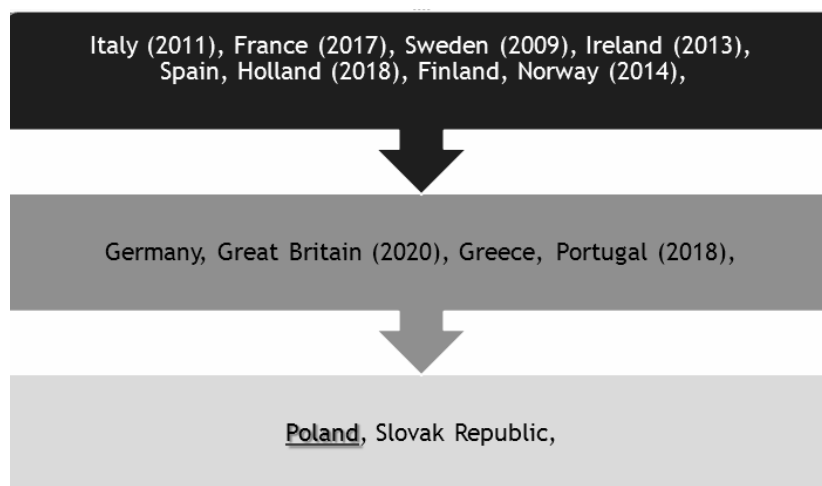 Italy (2011), France (2017), Sweden (2009), Ireland (2013),
Spain, Holland (2018), Finland, Norway (2014),
Germany, Great Britain (2020), Greece, Portugal (2018),
Poland, Slovak Republic,